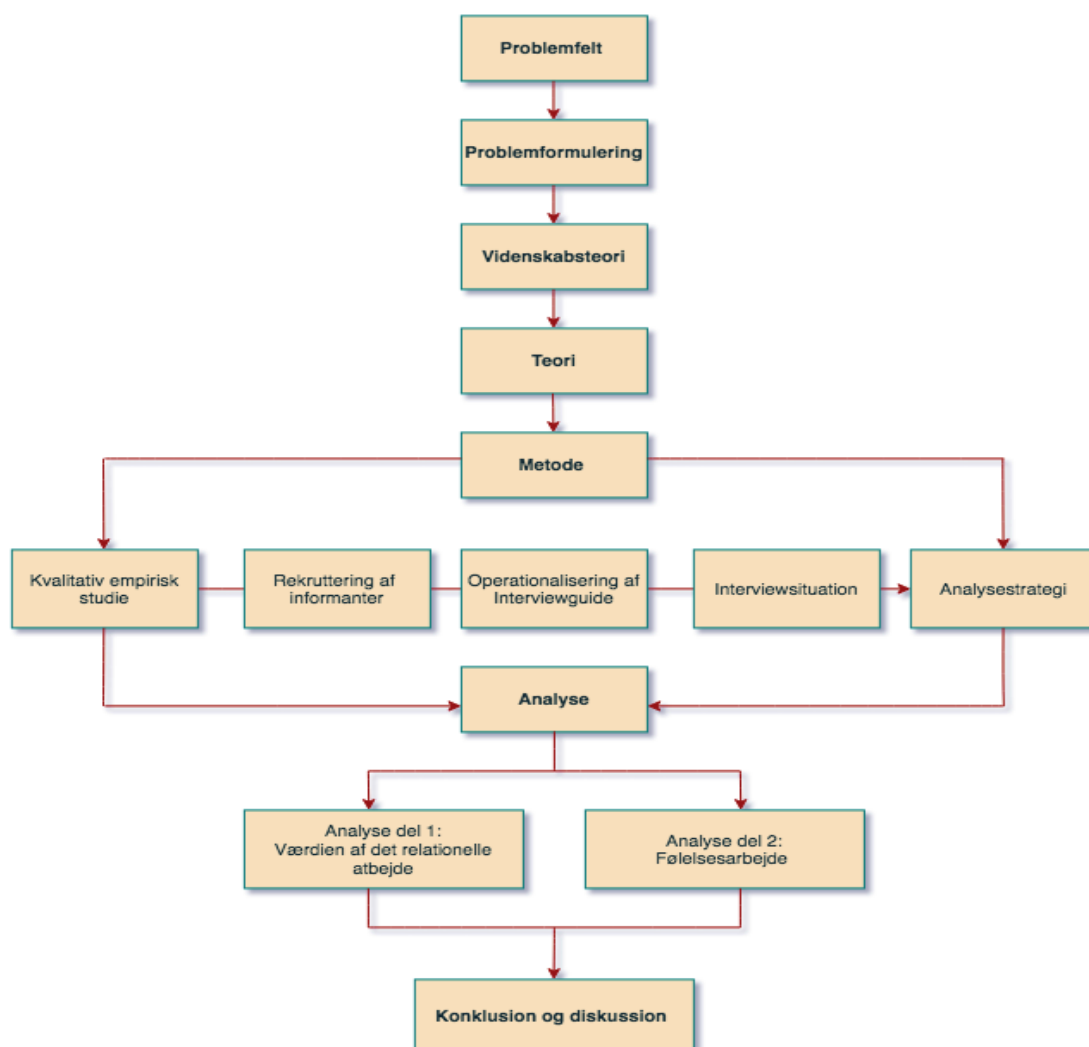 Problemfelt
Problemformulering
Videnskabsteori
Teori
Metode
Kvalitativ empirisk
studie
Rekruttering af
informanter
Operationalisering af
Interviewguide
Interviewsituation
Analysestrategi
Analyse
Analyse del 1:
Værdien af det relationelle
atbejde
Analyse del 2:
Følelsesarbejde
Konklusion og diskussion